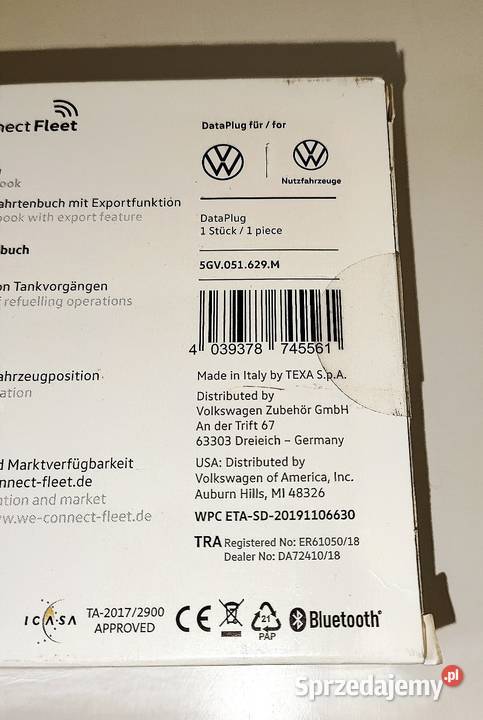 nect Fleet
ook
ahrtenbuch mit Exportfunktion
book with export feature
buch
on Tankvorgängen
f refuelling operations
ahrzeugposition
ation
d Marktverfügbarkeit
nnect-fleet.de
ntion and market
ww.we-connect-fleet.de
DataPlug für / for
Nutzfahrzeuge
DataPlug
1 Stück / 1 piece
5GV.051.629.M
4 039378 745561
Made in Italy by TEXA S.p.A.
Distributed by
Volkswagen Zubehör GmbH
An der Trift 67
63303 Dreieich – Germany
USA: Distributed by
Volkswagen of America, Inc.
Auburn Hills, MI 48326
WPC ETA-SD-20191106630
TRA Registered No: ER61050/18
Dealer No: DA72410/18
ICASA
TA-2017/2900
APPROVED
CE
21
PAP
Bluetooth®
Sprzedajemy.pl